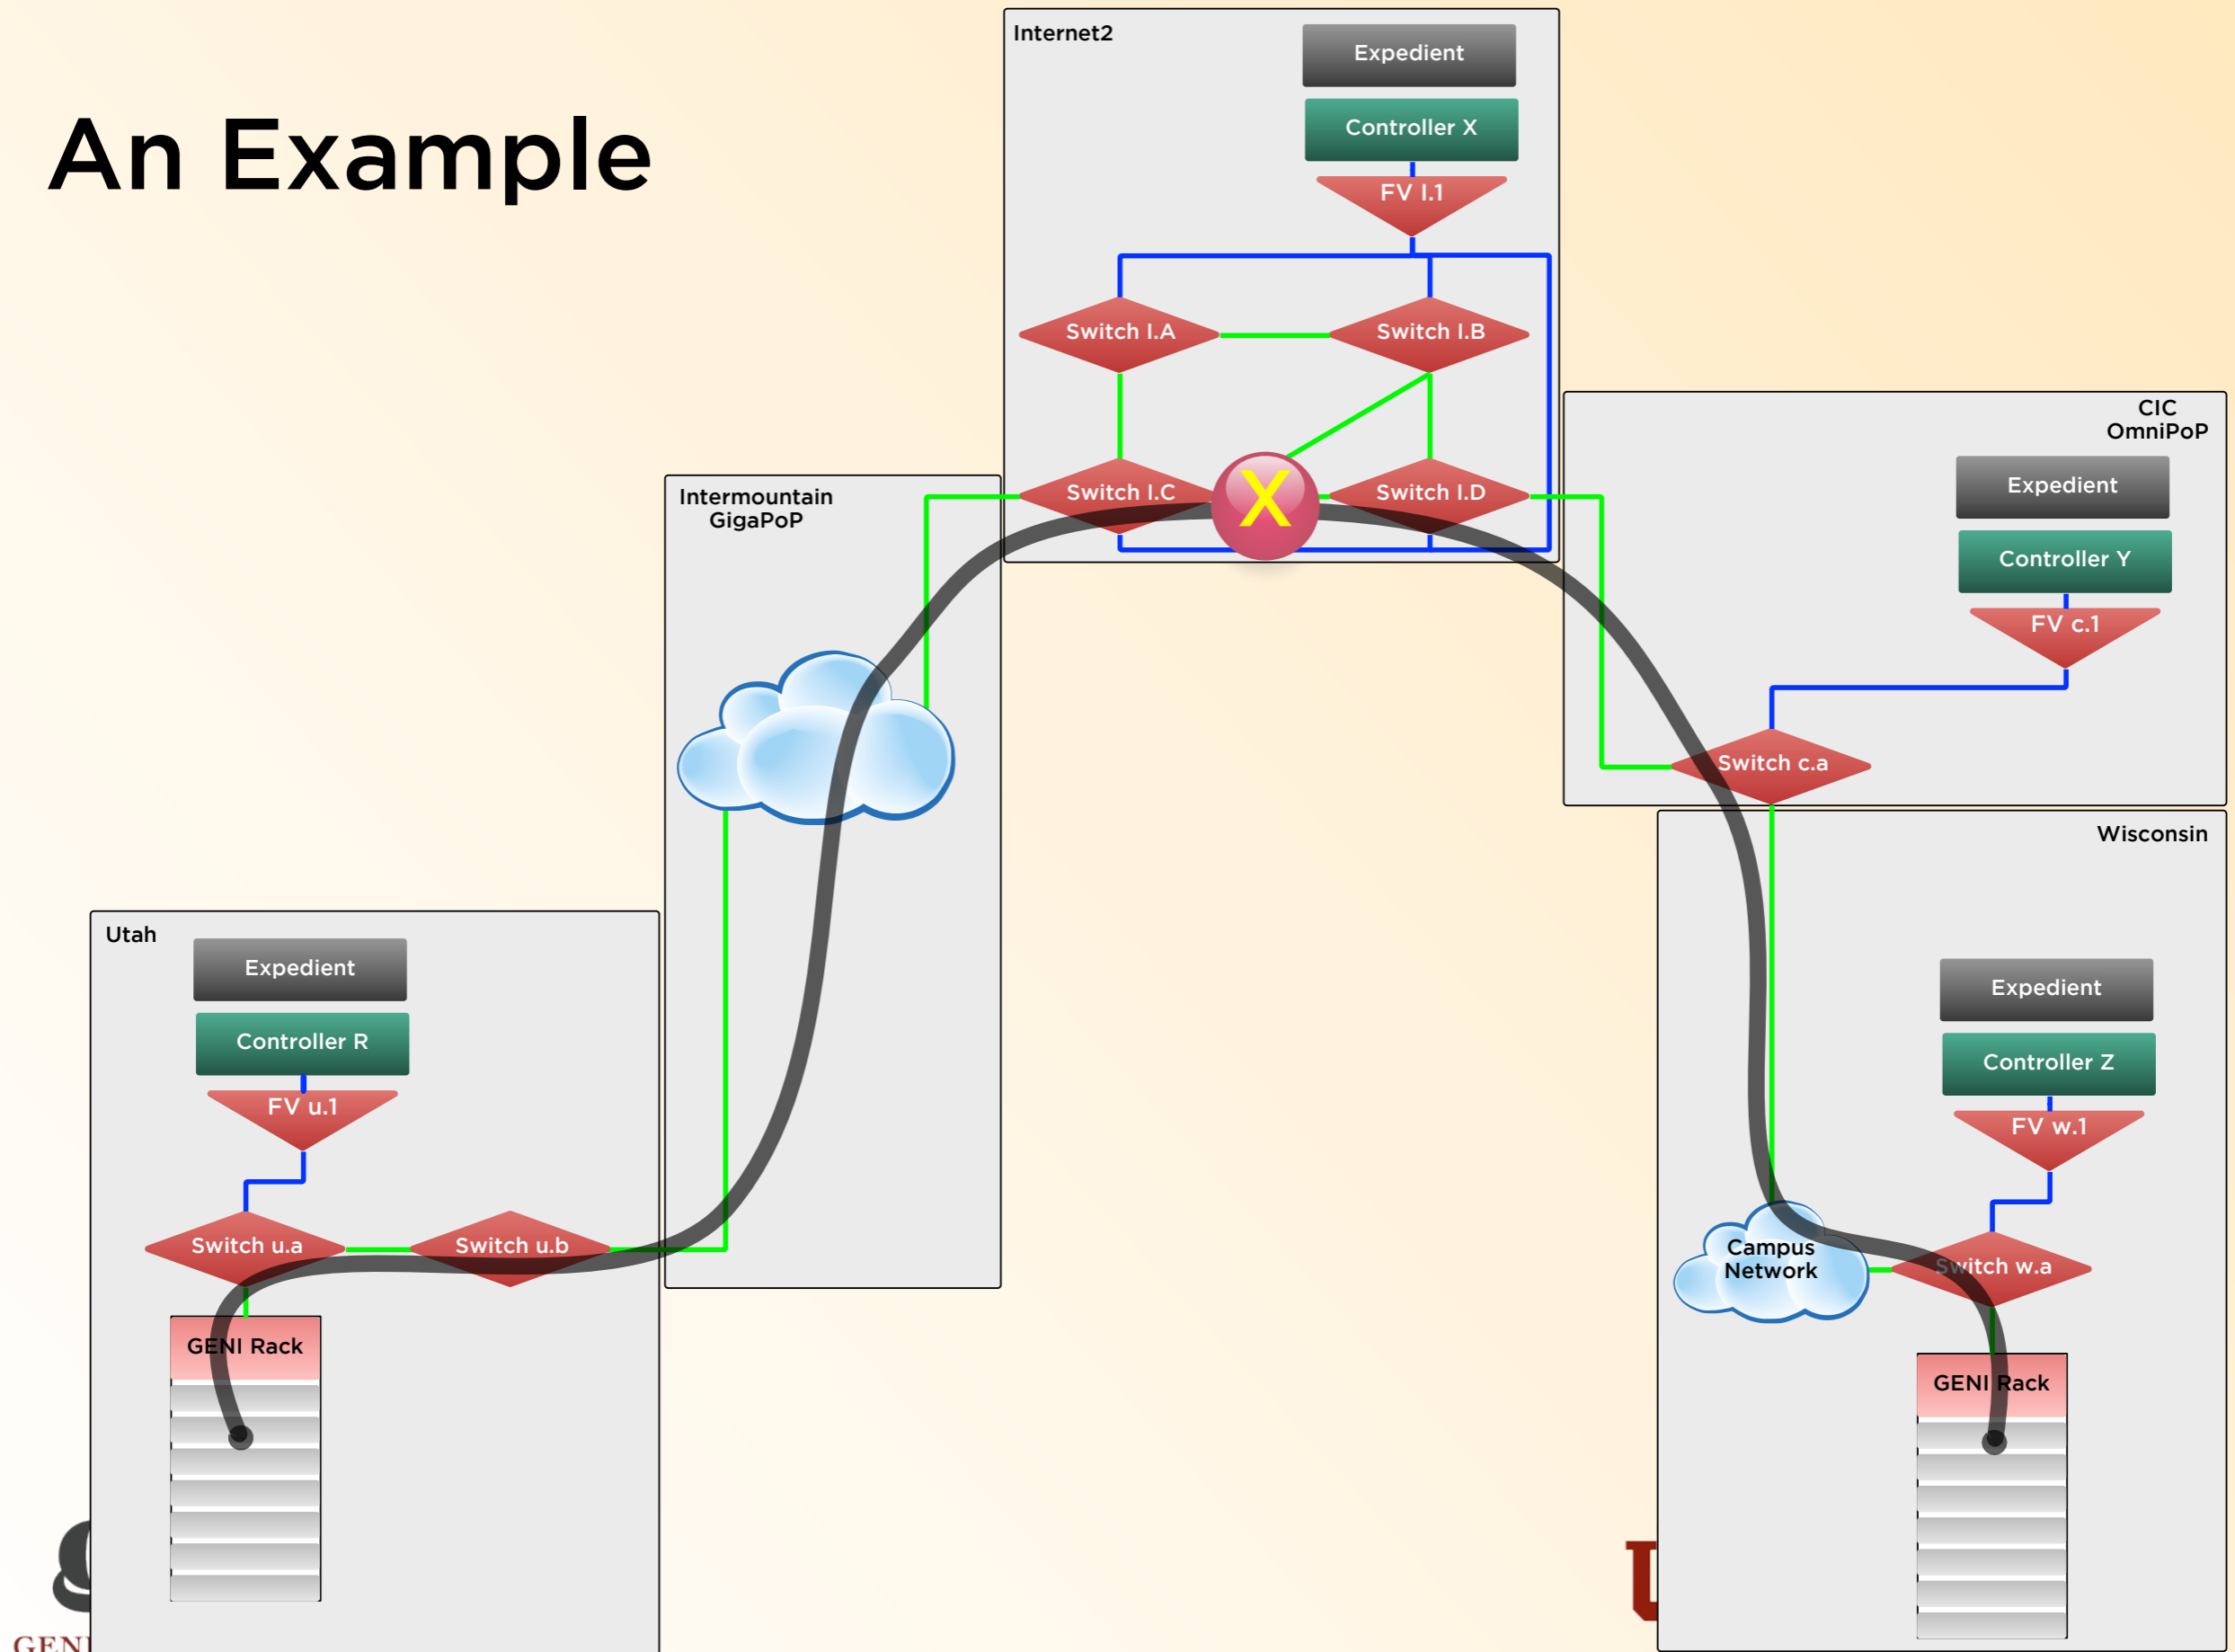 An Example
Internet2
Expedient
Controller X
FV I.1
Switch I.A
Switch I.B
Switch I.C
X
Switch I.D
CIC
OmniPoP
Expedient
Controller Y
FV c.1
Switch c.a
Intermountain
GigaPoP
Wisconsin
Expedient
Controller Z
FV w.1
Campus
Network
Switch w.a
GENI Rack
Utah
Expedient
Controller R
FV u.1
Switch u.a
Switch u.b
GENI Rack
GENI